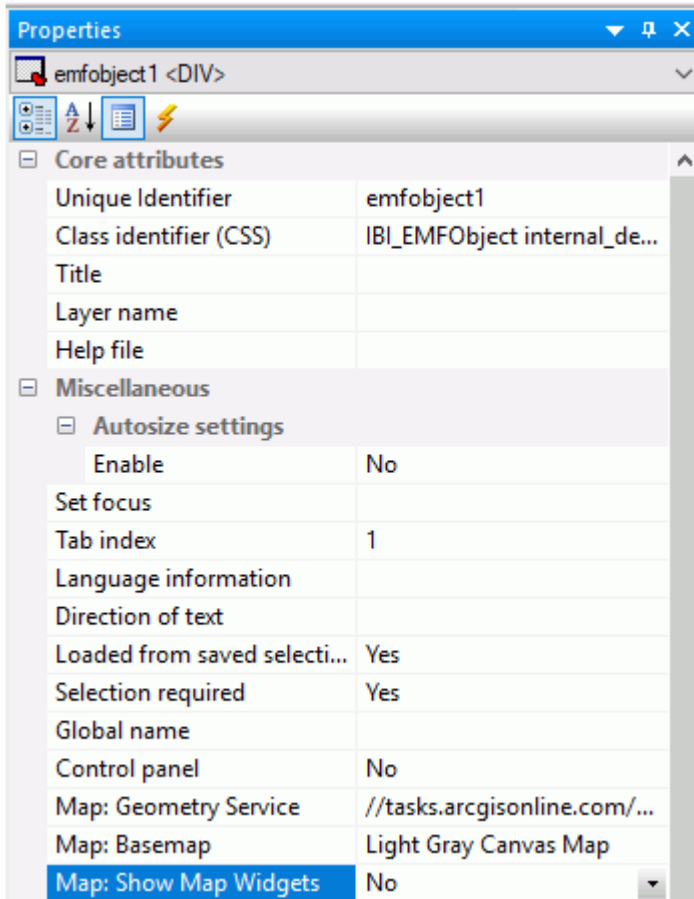 Properties
emfobject1 <DIV>
Core attributes
Unique Identifier emfobject1
Class identifier (CSS) IBI_EMFObject internal_de...
Title
Layer name
Help file
Miscellaneous
Autosize settings
Enable No
Set focus
Tab index 1
Language information
Direction of text
Loaded from saved selecti... Yes
Selection required Yes
Global name
Control panel No
Map: Geometry Service //tasks.arcgisonline.com/...
Map: Basemap Light Gray Canvas Map
Map: Show Map Widgets No